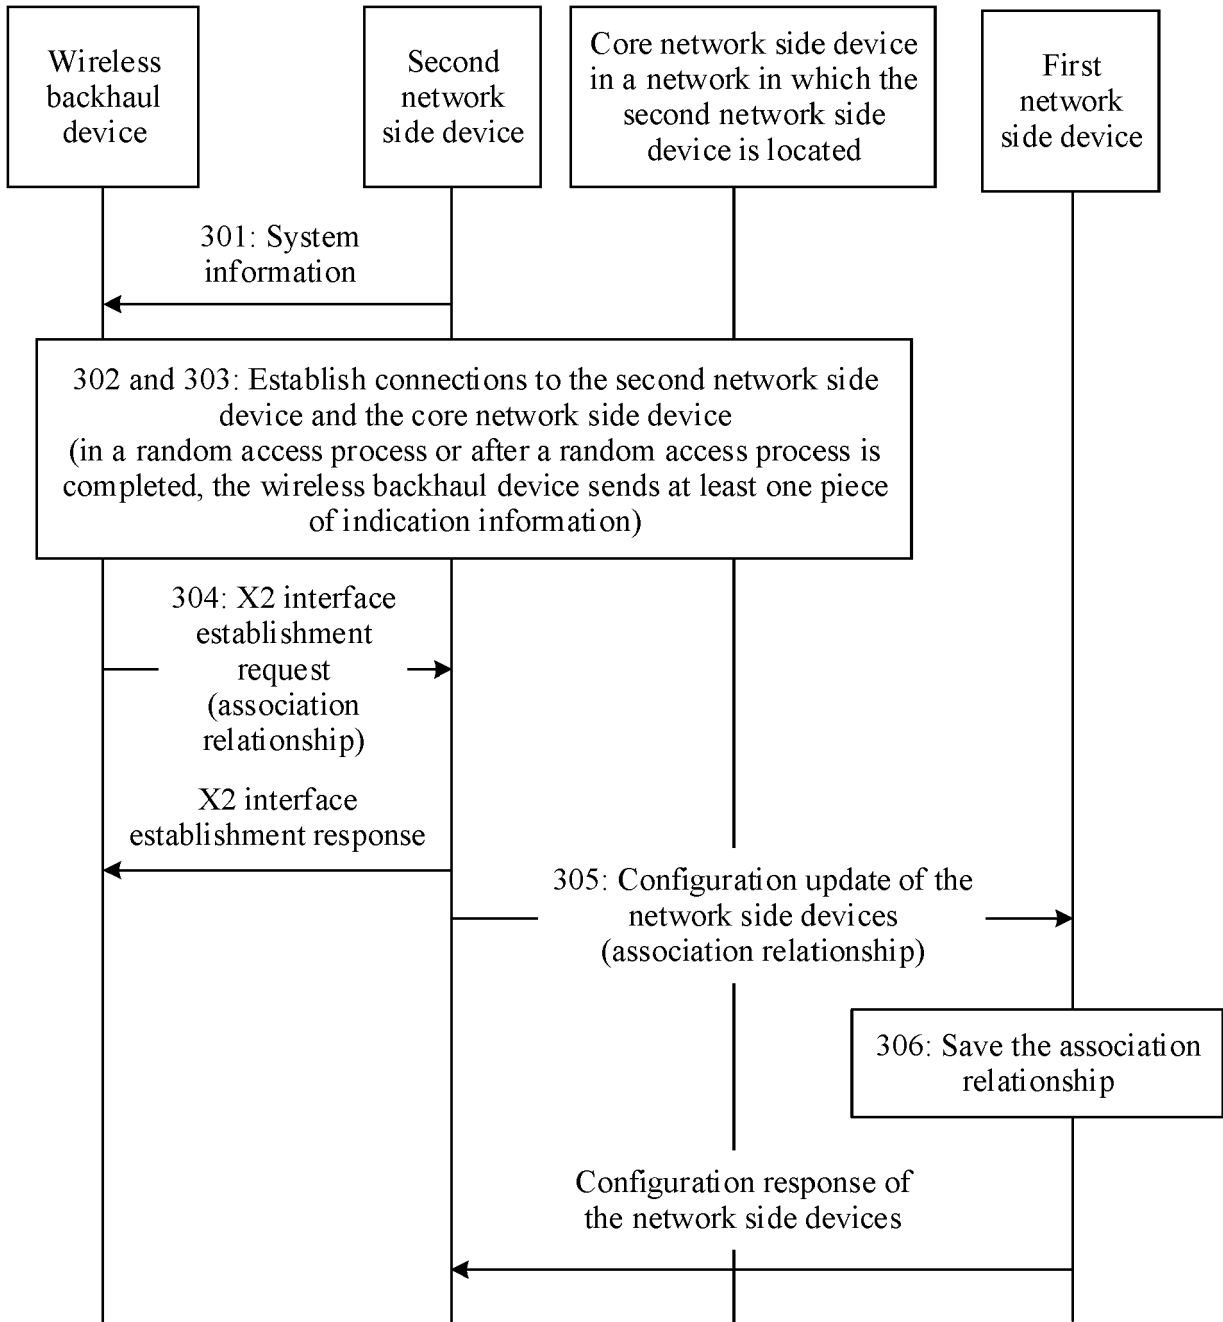 Wireless
backhaul
device
Second
network
side device
Core network side device
in a network in which the
second network side
device is located
First
network
side device
301: System
information
302 and 303: Establish connections to the second network side
device and the core network side device
(in a random access process or after a random access process is
completed, the wireless backhaul device sends at least one piece
of indication information)
304: X2 interface
establishment
request
(association
relationship)
X2 interface
establishment response
305: Configuration update of the
network side devices
(association relationship)
306: Save the association
relationship
Configuration response of
the network side devices